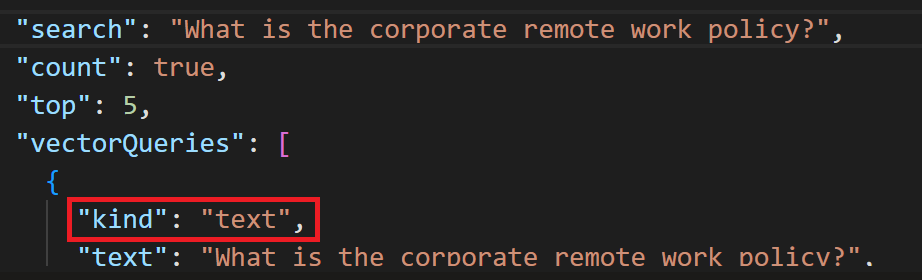 "search": "What is the corporate remote work policy?",
"count": true,
"top": 5,
"vectorQueries": [
{
"kind": "text",
"text": "What is the corporate remote work policy?",